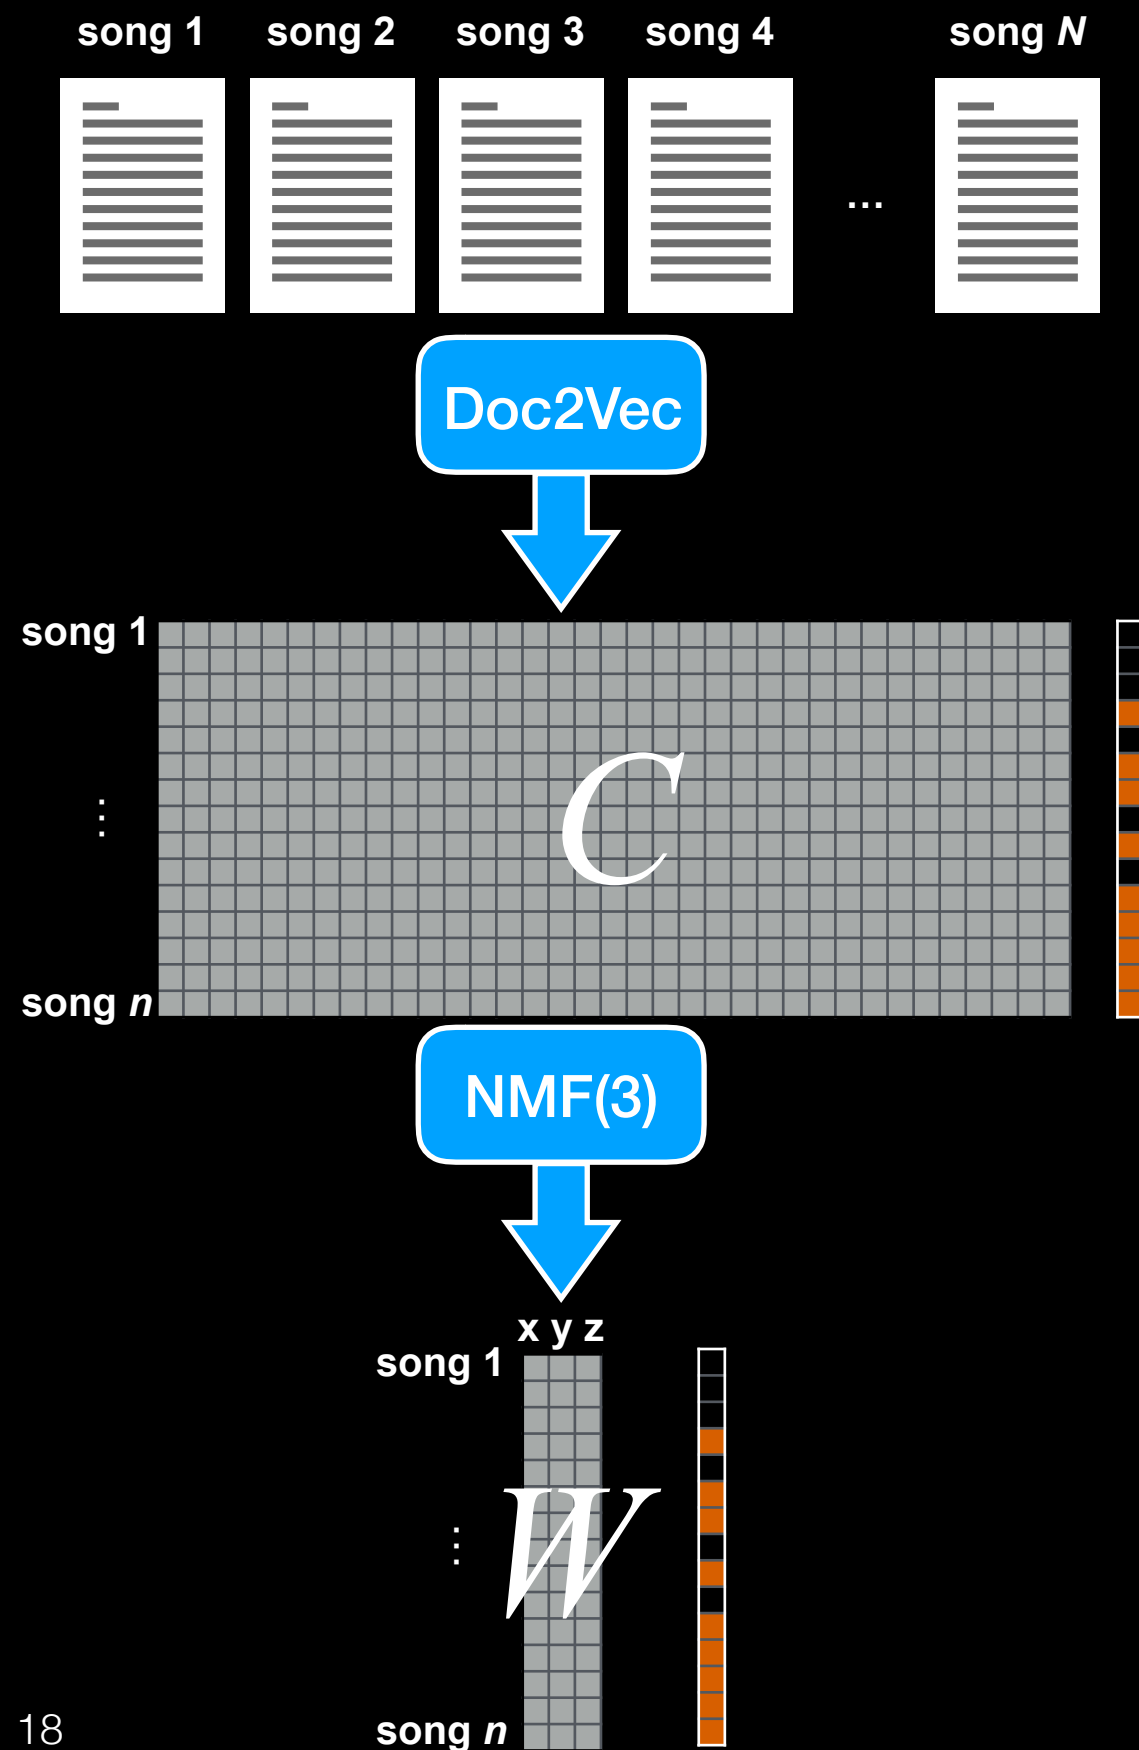 song 1 song 2 song 3 song 4 ... song N
Doc2Vec
song 1
C
⋮
song n
NMF(3)
x y z
song 1
W
⋮
song n
18